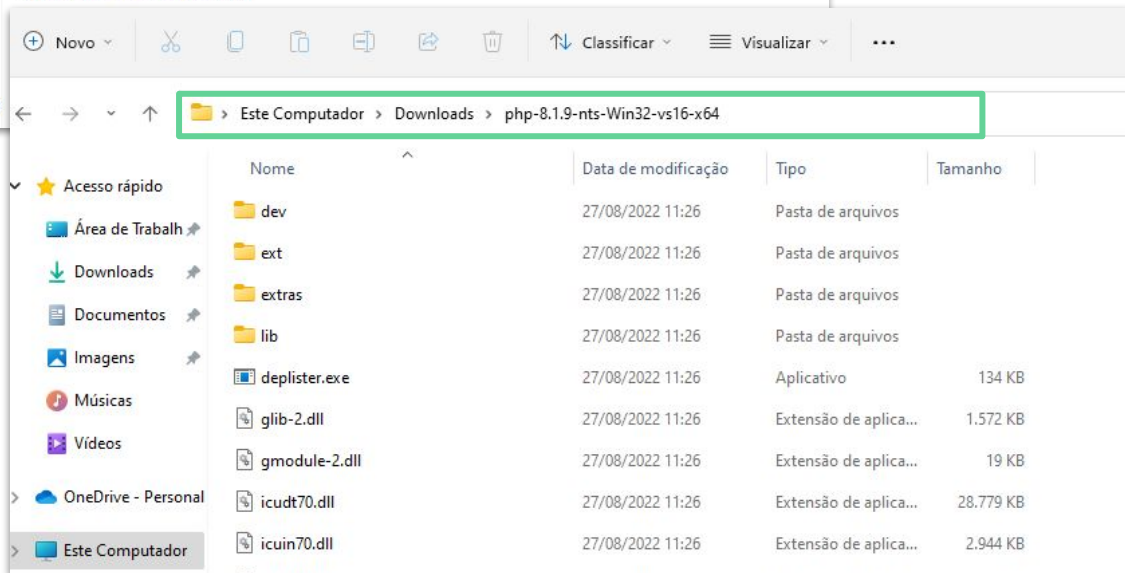 Novo
Classificar
Visualizar
Este Computador > Downloads > php-8.1.9-nts-Win32-vs16-x64
Nome Data de modificação Tipo Tamanho
Acesso rápido
Área de Trabalh
Downloads
Documentos
Imagens
Músicas
Vídeos
OneDrive - Personal
Este Computador
dev 27/08/2022 11:26 Pasta de arquivos
ext 27/08/2022 11:26 Pasta de arquivos
extras 27/08/2022 11:26 Pasta de arquivos
lib 27/08/2022 11:26 Pasta de arquivos
deplister.exe 27/08/2022 11:26 Aplicativo 134 KB
glib-2.dll 27/08/2022 11:26 Extensão de aplica... 1.572 KB
gmodule-2.dll 27/08/2022 11:26 Extensão de aplica... 19 KB
icudt70.dll 27/08/2022 11:26 Extensão de aplica... 28.779 KB
icuin70.dll 27/08/2022 11:26 Extensão de aplica... 2.944 KB